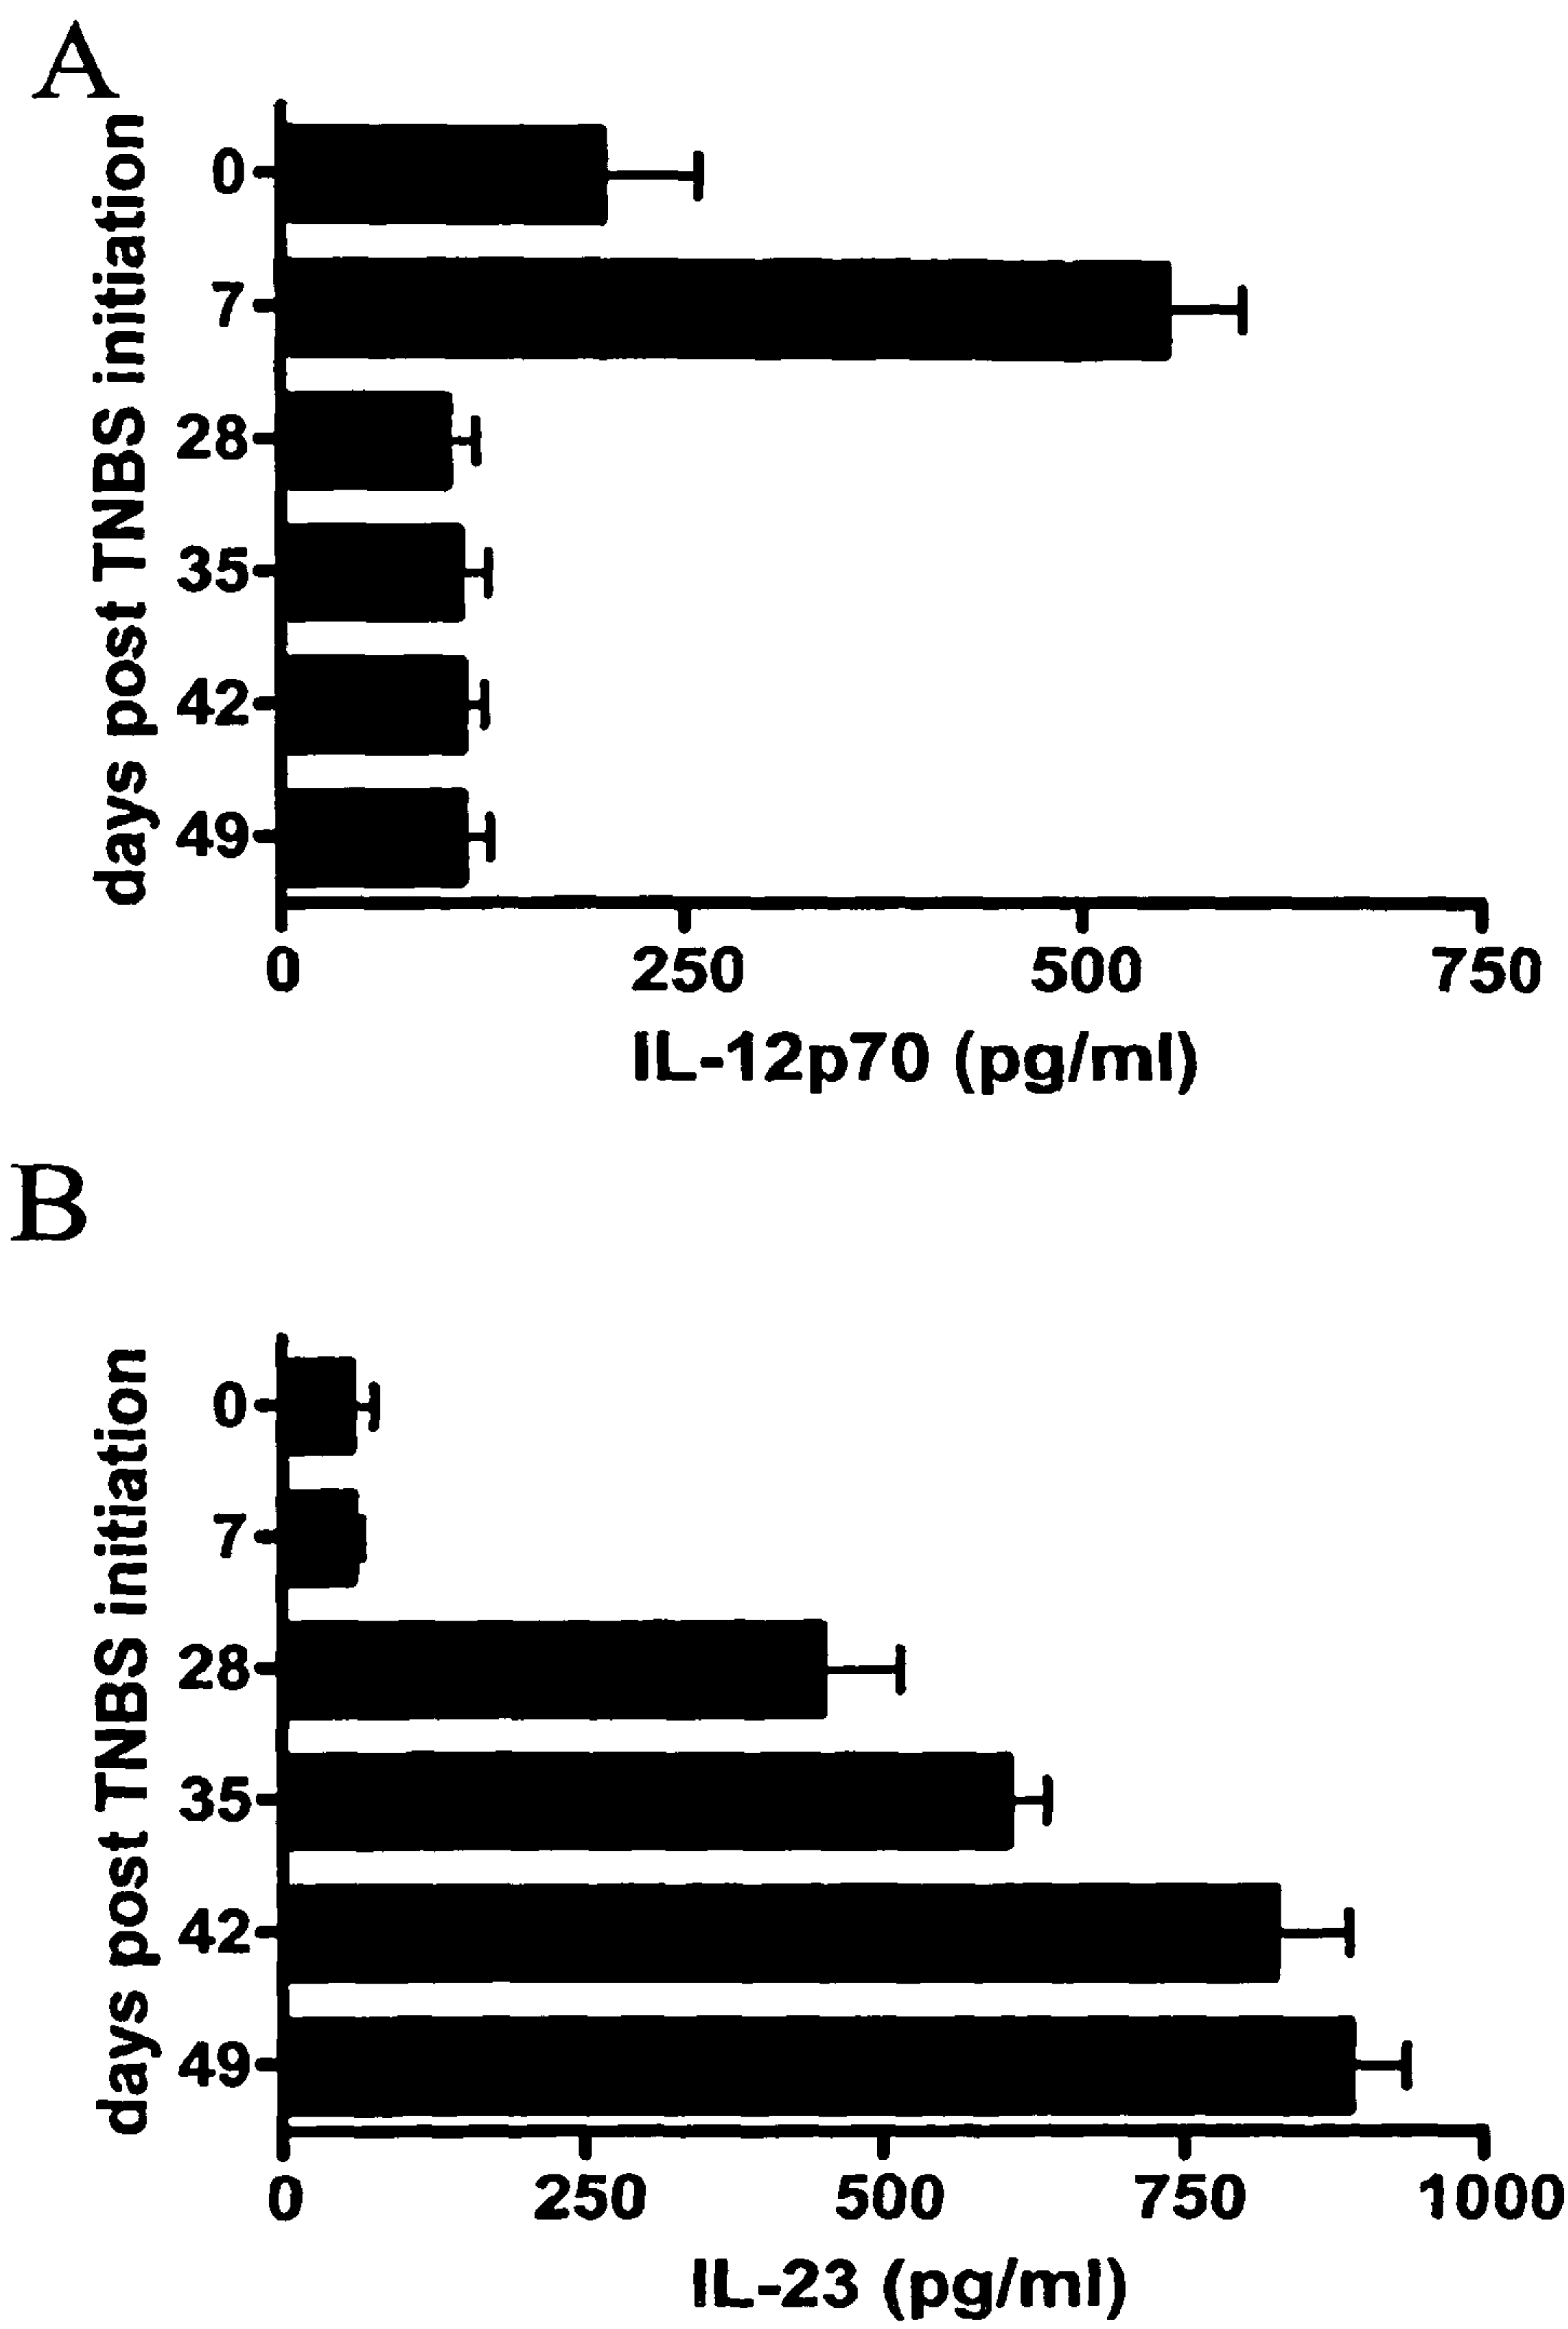 A
days post TNBS initiation
0
7
28
35
42
49
0 250 500 750
IL-12p70 (pg/ml)
B
days post TNBS initiation
0
7
28
35
42
49
0 250 500 750 1000
IL-23 (pg/ml)